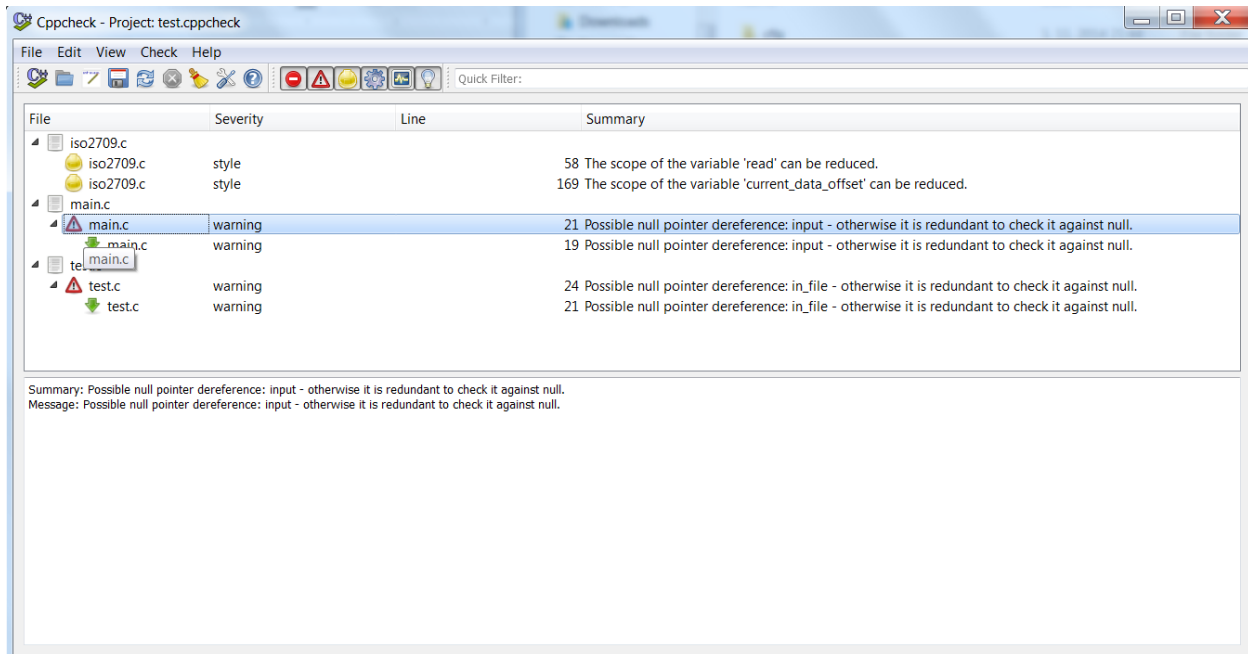 Cppcheck - Project: test.cppcheck
File Edit View Check Help
Quick Filter:
File Severity Line Summary
iso2709.c
iso2709.c style 58 The scope of the variable 'read' can be reduced.
iso2709.c style 169 The scope of the variable 'current_data_offset' can be reduced.
main.c
main.c warning 21 Possible null pointer dereference: input - otherwise it is redundant to check it against null.
main.c warning 19 Possible null pointer dereference: input - otherwise it is redundant to check it against null.
main.c
test.c warning 24 Possible null pointer dereference: in_file - otherwise it is redundant to check it against null.
test.c warning 21 Possible null pointer dereference: in_file - otherwise it is redundant to check it against null.
Summary: Possible null pointer dereference: input - otherwise it is redundant to check it against null.
Message: Possible null pointer dereference: input - otherwise it is redundant to check it against null.